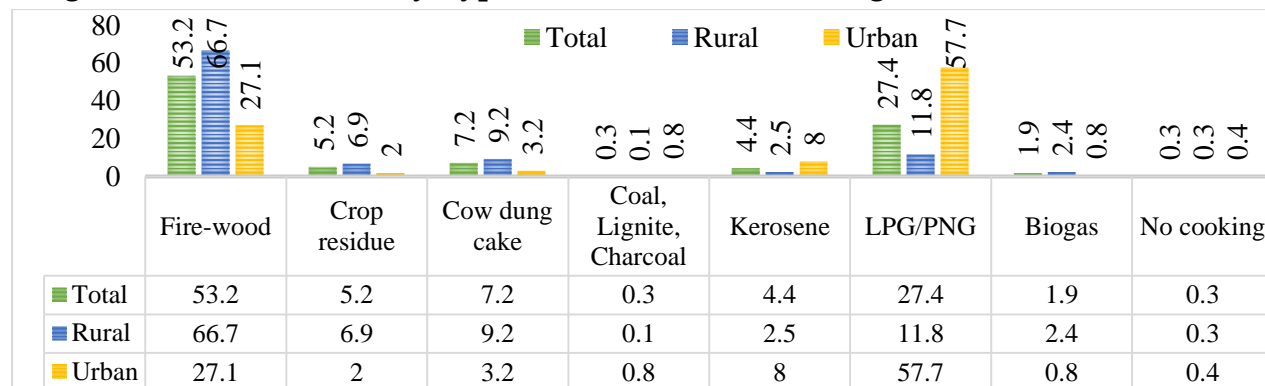 80
60
40
20
0
Total Rural Urban
53.2 66.7 27.1
5.2 6.9 2
7.2 9.2 3.2
0.3 0.1 0.8
4.4 2.5 8
27.4 11.8 57.7
1.9 2.4 0.8
0.3 0.3 0.4
Fire-wood
Crop
residue
Cow dung
cake
Coal,
Lignite,
Charcoal
Kerosene
LPG/PNG
Biogas
No cooking
Total 53.2 5.2 7.2 0.3 4.4 27.4 1.9 0.3
Rural 66.7 6.9 9.2 0.1 2.5 11.8 2.4 0.3
Urban 27.1 2 3.2 0.8 8 57.7 0.8 0.4